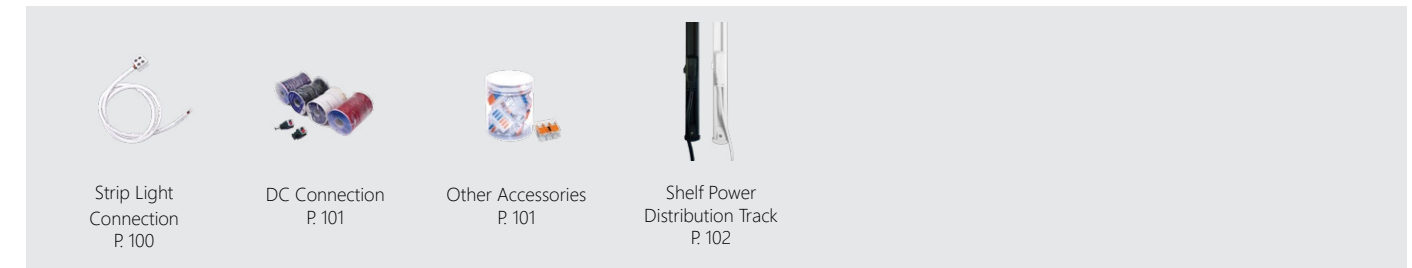 Strip Light
Connection
P. 100
DC Connection
P. 101
Other Accessories
P. 101
Shelf Power
Distribution Track
P. 102